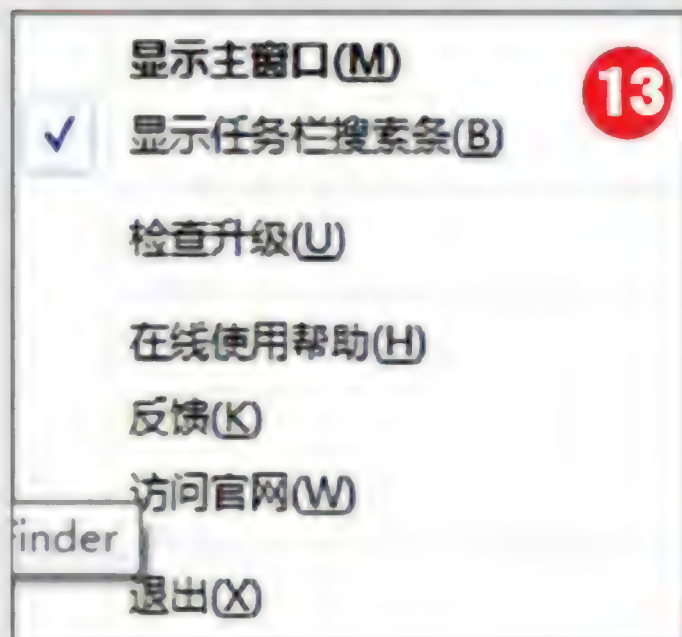 显示主窗口(M)
13
显示任务栏搜索条(B)
检查升级(U)
在线使用帮助(H)
反馈(K)
访问官网(W)
Finder
退出(X)